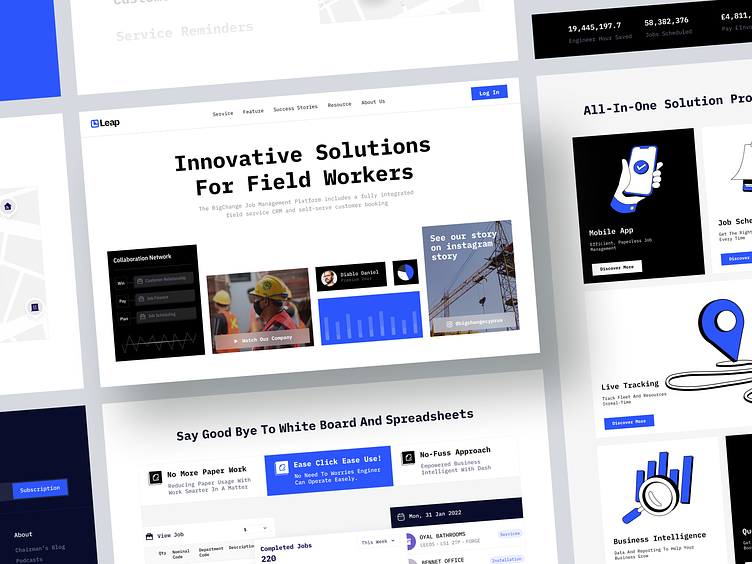 Service Reminders
19,445,197.7
Engineer Hour Saved
58,382,376
Jobs Scheduled
£4,811,
Leap
Service
Feature
Success Stories
Resource
About Us
Log In
Innovative Solutions
For Field Workers
The BigChange Job Management Platform includes a fully integrated
field service CRM and self-serve customer booking
Collaboration Network
Win
Customer Relationship
Pay
Job Finance
Plan
Job Scheduling
Watch Our Company
Diablo Daniel
Premium User
See our story
on instagram
story
@bigchangecyprus
All-In-One Solution Pro
Mobile App
Efficient, Paperless Job
Management
Discover More
Job Sche
Get The Right
Every Time
Discover
Live Tracking
Track Fleet And Resources
Inreal-Time
Discover More
Business Intelligence
Data And Reporting To Help Your
Business Grow
Say Good Bye To White Board And Spreadsheets
No More Paper Work
Reducing Paper Usage With
Work Smarter In A Matter
Ease Click Ease Use!
No Need To Worries Enginer
Can Operate Easely.
No-Fuss Approach
Empowered Business
Intelligent With Dash
View Job
$
Qty
Nominal
Code
Department
Code
Description
Completed Jobs
This Week
220
Mon, 31 Jan 2022
OYAL BATHROOMS
LEEDS - LS1 2TP - FORGE
Services
BENNET OFFICE
Installation
Subscription
About
Chairman's Blog
Podcasts